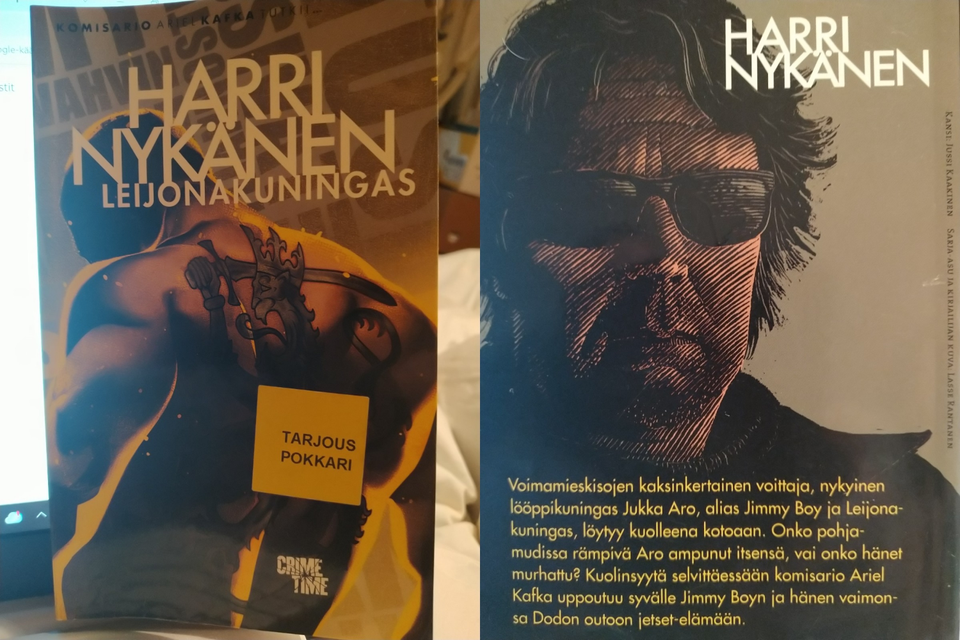 KOMISARIO ARIEL KAFKA TUTKII...
HARRI
NYKÄNEN
LEIJONAKUNINGAS
TARJOUS
POKKARI
CRIME
TIME
HARRI
NYKÄNEN
KANSI: JUSSI KAAKINEN SARJA-ASU JA KIRJAILIJAN KUVA: LASSE RANTANEN
Voimamieskisojen kaksinkertainen voittaja, nykyinen
lööppikuningas Jukka Aro, alias Jimmy Boy ja Leijona-
kuningas, löytyy kuolleena kotoaan. Onko pohja-
mudissa rämpivä Aro ampunut itsensä, vai onko hänet
murhattu? Kuolinsyytä selvittäessään komisario Ariel
Kafka uppoutuu syvälle Jimmy Boyn ja hänen vaimon-
sa Dodon outoon jetset-elämään.